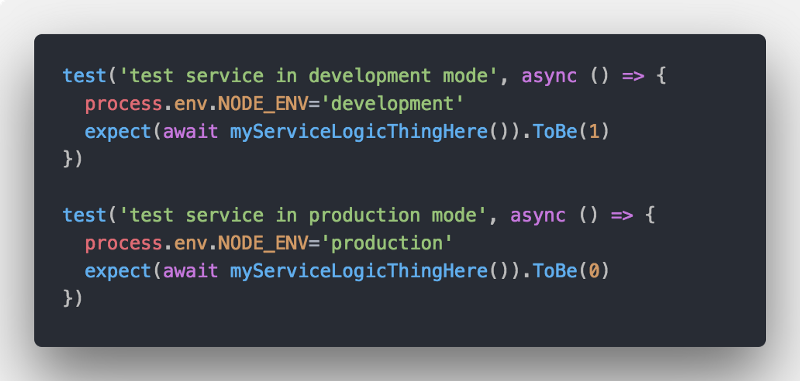 test('test service in development mode', async () => {
  process.env.NODE_ENV='development'
  expect(await myServiceLogicThingHere()).ToBe(1)
})

test('test service in production mode', async () => {
  process.env.NODE_ENV='production'
  expect(await myServiceLogicThingHere()).ToBe(0)
})